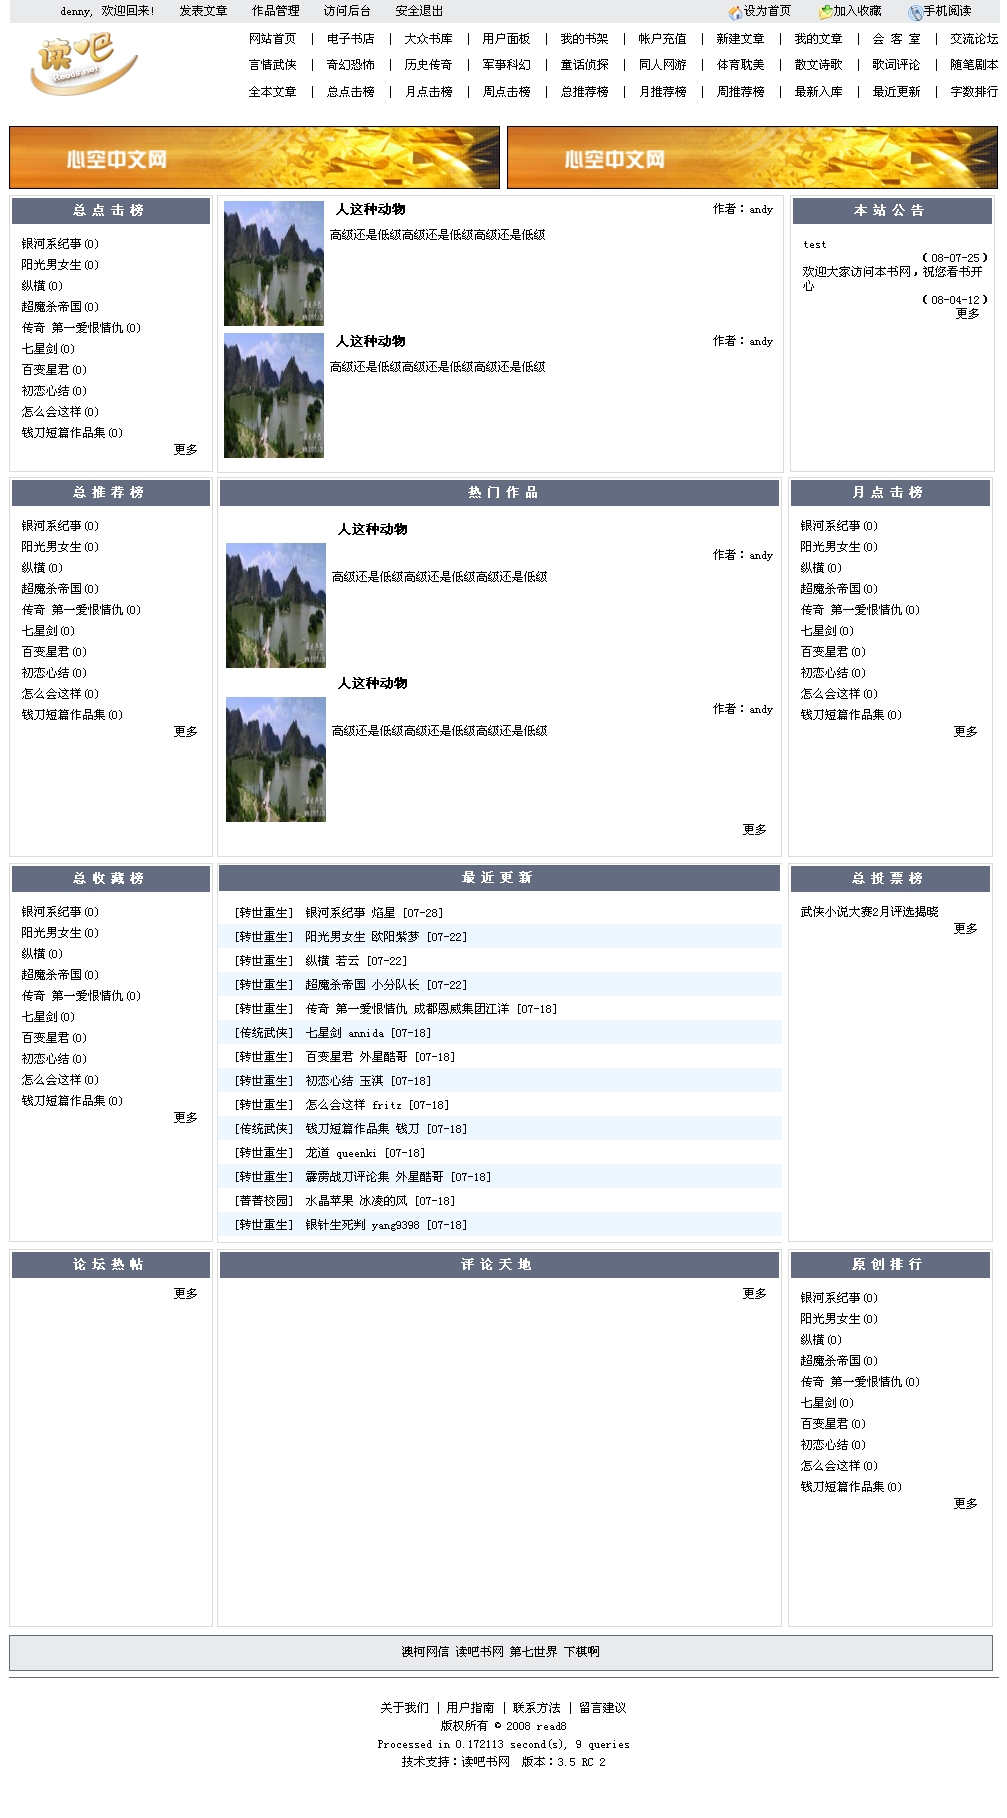 denny, 欢迎回来! 发表文章 作品管理 访问后台 安全退出 设为首页 加入收藏 手机阅读
读吧
Read8.net
网站首页 | 电子书店 | 大众书库 | 用户面板 | 我的书架 | 帐户充值 | 新建文章 | 我的文章 | 会 客 室 | 交流论坛
言情武侠 | 奇幻恐怖 | 历史传奇 | 军事科幻 | 童话侦探 | 同人网游 | 体育耽美 | 散文诗歌 | 歌词评论 | 随笔剧本
全本文章 | 总点击榜 | 月点击榜 | 周点击榜 | 总推荐榜 | 月推荐榜 | 周推荐榜 | 最新入库 | 最近更新 | 字数排行
心空中文网 心空中文网
总点击榜
银河系纪事(0)
阳光男女生(0)
纵横(0)
超魔杀帝国(0)
传奇 第一爱恨情仇(0)
七星剑(0)
百变星君(0)
初恋心结(0)
怎么会这样(0)
钱刀短篇作品集(0)
更多
人这种动物 作者:andy
高级还是低级高级还是低级高级还是低级
人这种动物 作者:andy
高级还是低级高级还是低级高级还是低级
本站公告
test
(08-07-25)
欢迎大家访问本书网,祝您看书开
心
(08-04-12)
更多
总推荐榜
银河系纪事(0)
阳光男女生(0)
纵横(0)
超魔杀帝国(0)
传奇 第一爱恨情仇(0)
七星剑(0)
百变星君(0)
初恋心结(0)
怎么会这样(0)
钱刀短篇作品集(0)
更多
热门作品
人这种动物
作者:andy
高级还是低级高级还是低级高级还是低级
人这种动物
作者:andy
高级还是低级高级还是低级高级还是低级
更多
月点击榜
银河系纪事(0)
阳光男女生(0)
纵横(0)
超魔杀帝国(0)
传奇 第一爱恨情仇(0)
七星剑(0)
百变星君(0)
初恋心结(0)
怎么会这样(0)
钱刀短篇作品集(0)
更多
总收藏榜
银河系纪事(0)
阳光男女生(0)
纵横(0)
超魔杀帝国(0)
传奇 第一爱恨情仇(0)
七星剑(0)
百变星君(0)
初恋心结(0)
怎么会这样(0)
钱刀短篇作品集(0)
更多
最近更新
[转世重生] 银河系纪事 焰星 [07-28]
[转世重生] 阳光男女生 欧阳紫梦 [07-22]
[转世重生] 纵横 若云 [07-22]
[转世重生] 超魔杀帝国 小分队长 [07-22]
[转世重生] 传奇 第一爱恨情仇 成都恩威集团江洋 [07-18]
[传统武侠] 七星剑 annida [07-18]
[转世重生] 百变星君 外星酷哥 [07-18]
[转世重生] 初恋心结 玉淇 [07-18]
[转世重生] 怎么会这样 fritz [07-18]
[传统武侠] 钱刀短篇作品集 钱刀 [07-18]
[转世重生] 龙道 queenki [07-18]
[转世重生] 霹雳战刀评论集 外星酷哥 [07-18]
[菁菁校园] 水晶苹果 冰凌的风 [07-18]
[转世重生] 银针生死判 yang9398 [07-18]
总投票榜
武侠小说大赛2月评选揭晓
更多
论坛热帖
更多
评论天地
更多
原创排行
银河系纪事(0)
阳光男女生(0)
纵横(0)
超魔杀帝国(0)
传奇 第一爱恨情仇(0)
七星剑(0)
百变星君(0)
初恋心结(0)
怎么会这样(0)
钱刀短篇作品集(0)
更多
澳柯网信 读吧书网 第七世界 下棋啊
关于我们 | 用户指南 | 联系方法 | 留言建议
版权所有 © 2008 read8
Processed in 0.172113 second(s), 9 queries
技术支持:读吧书网 版本:3.5 RC 2